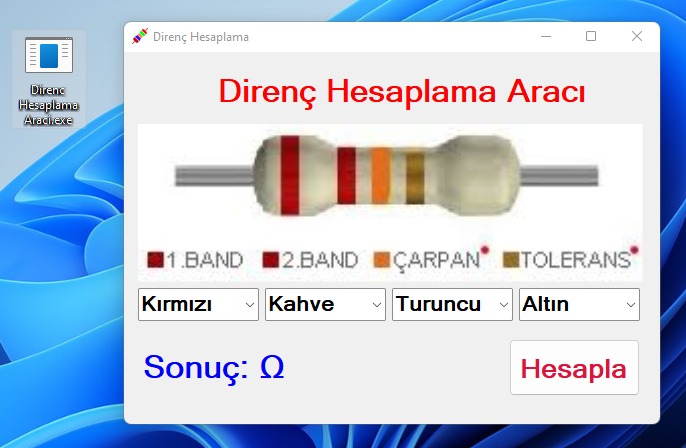 Direnç Hesaplama
Direnc
Hesaplama
Araci.exe
Direnç Hesaplama Aracı
1.BAND 2.BAND ÇARPAN TOLERANS
Kırmızı Kahve Turuncu Altın
Sonuç: Ω
Hesapla